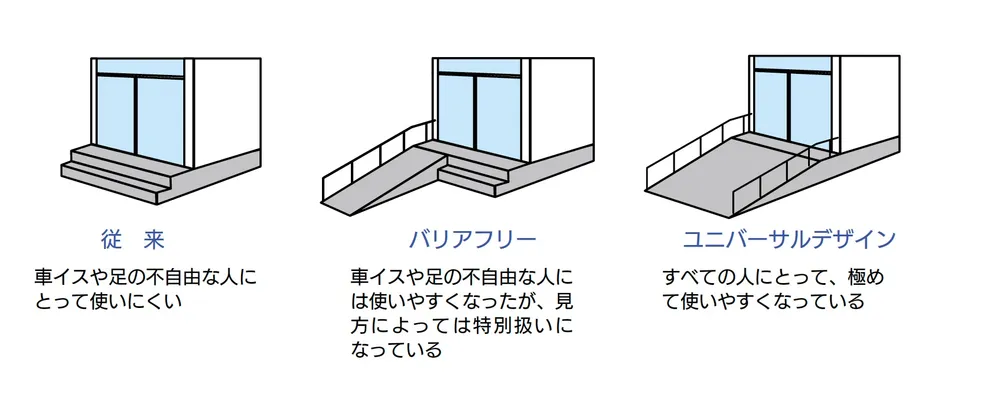 従　来
車イスや足の不自由な人に
とって使いにくい
バリアフリー
車イスや足の不自由な人に
は使いやすくなったが、見
方によっては特別扱いに
なっている
ユニバーサルデザイン
すべての人にとって、極め
て使いやすくなっている